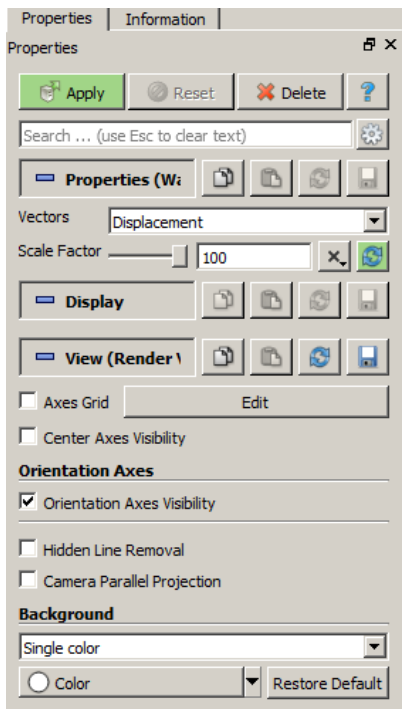 Properties Information
Properties
Apply Reset Delete ?
Search ... (use Esc to clear text)
Properties (Wa
Vectors Displacement
Scale Factor 100
Display
View (Render
Axes Grid Edit
Center Axes Visibility
Orientation Axes
Orientation Axes Visibility
Hidden Line Removal
Camera Parallel Projection
Background
Single color
Color Restore Default